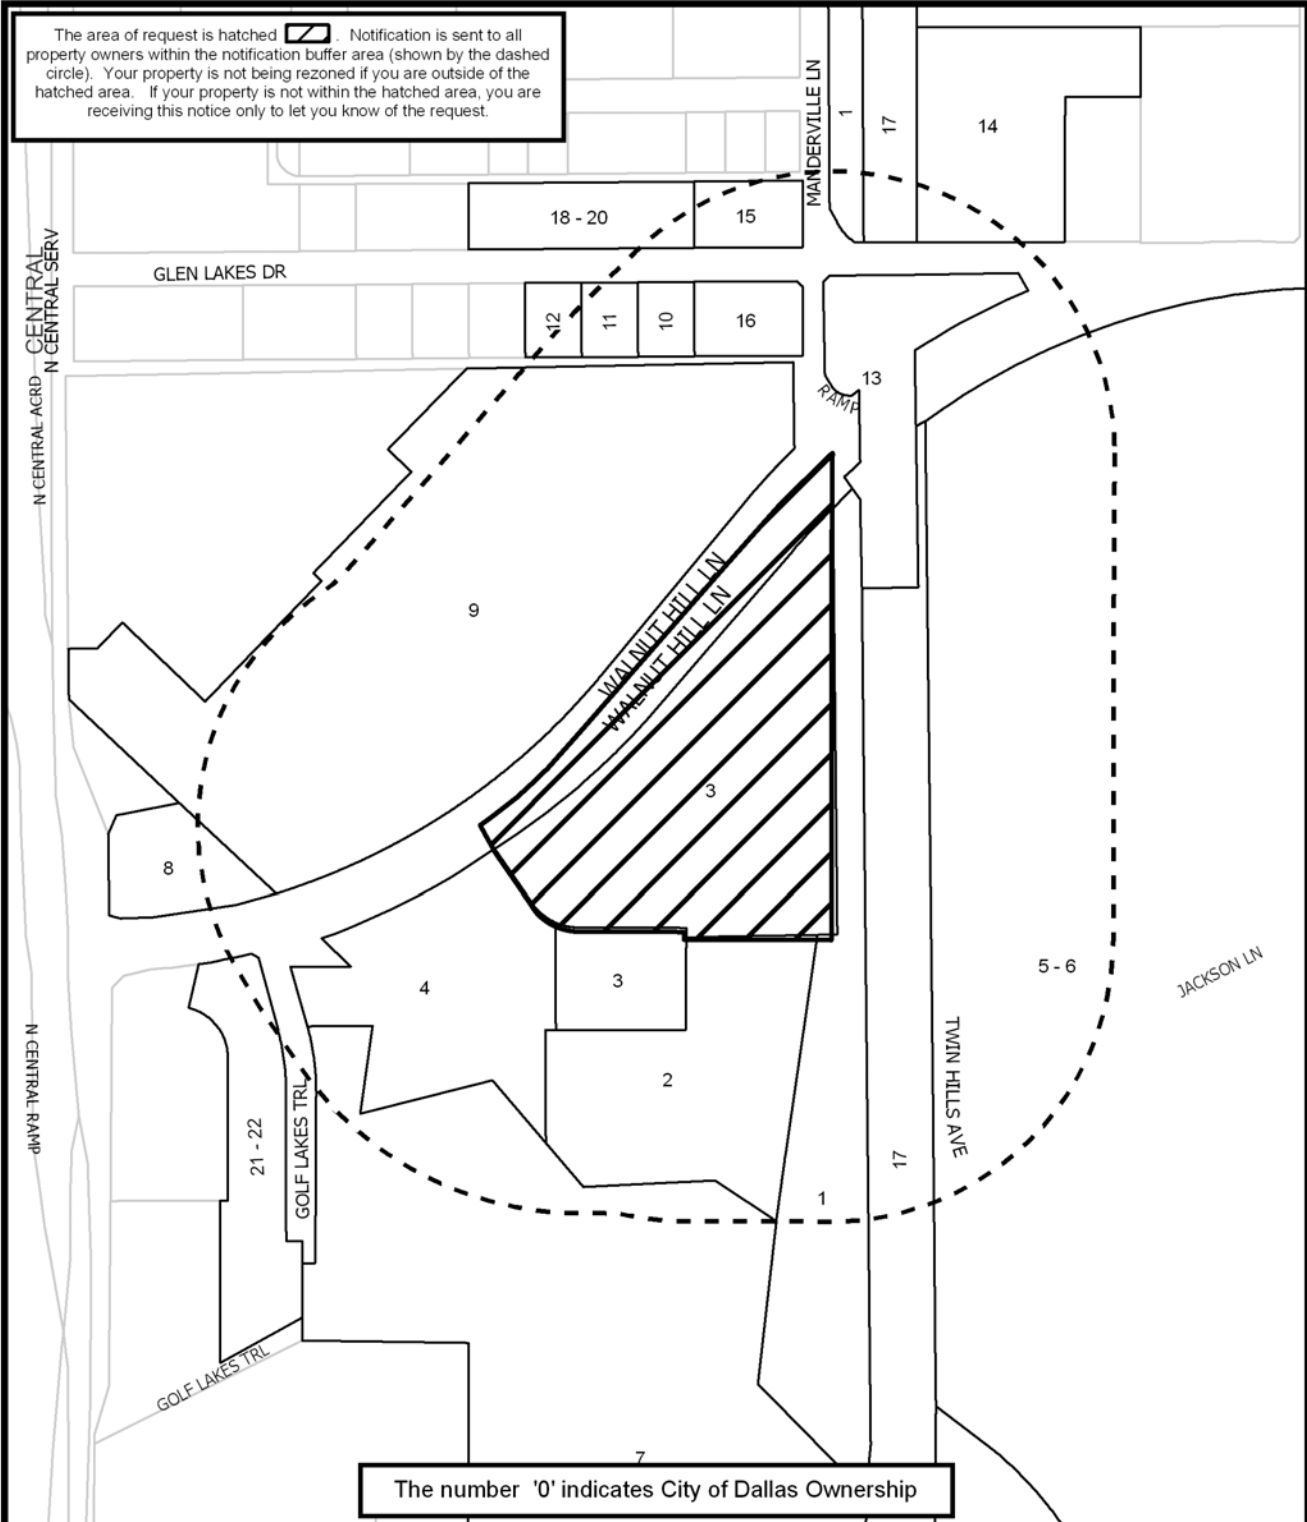 The area of request is hatched . Notification is sent to all
property owners within the notification buffer area (shown by the dashed
circle). Your property is not being rezoned if you are outside of the
hatched area. If your property is not within the hatched area, you are
receiving this notice only to let you know of the request.
MANDERVILLE LN
1
17
14
18 - 20
15
GLEN LAKES DR
CENTRAL
N CENTRAL SERV
12
11
10
16
13
RAMP
N CENTRAL ACRD
9
WALNUT HILL LN
WALNUT HILL LN
3
8
4
3
5 - 6
JACKSON LN
N CENTRAL RAMP
2
TWIN HILLS AVE
21 - 22
GOLF LAKES TRL
17
1
GOLF LAKES TRL
7
The number '0' indicates City of Dallas Ownership